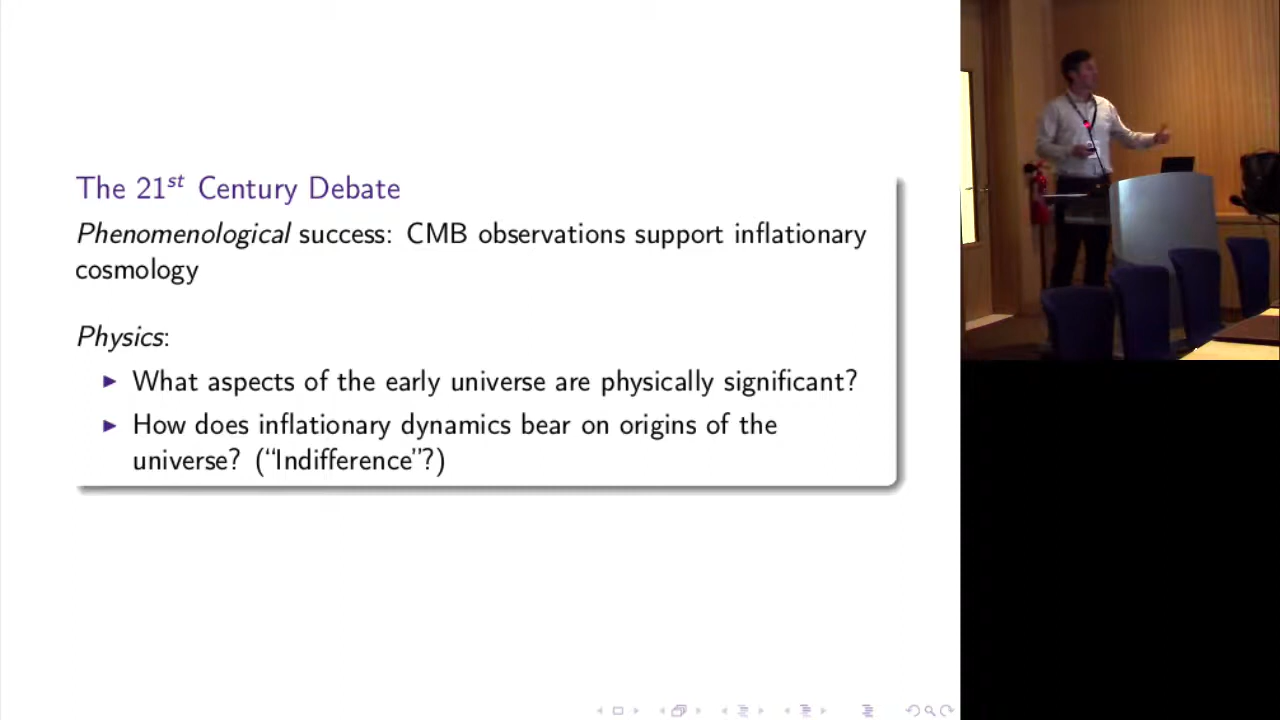 The 21st Century Debate
Phenomenological success: CMB observations support inflationary
cosmology
Physics:
▶ What aspects of the early universe are physically significant?
▶ How does inflationary dynamics bear on origins of the
universe? (“Indifference”?)